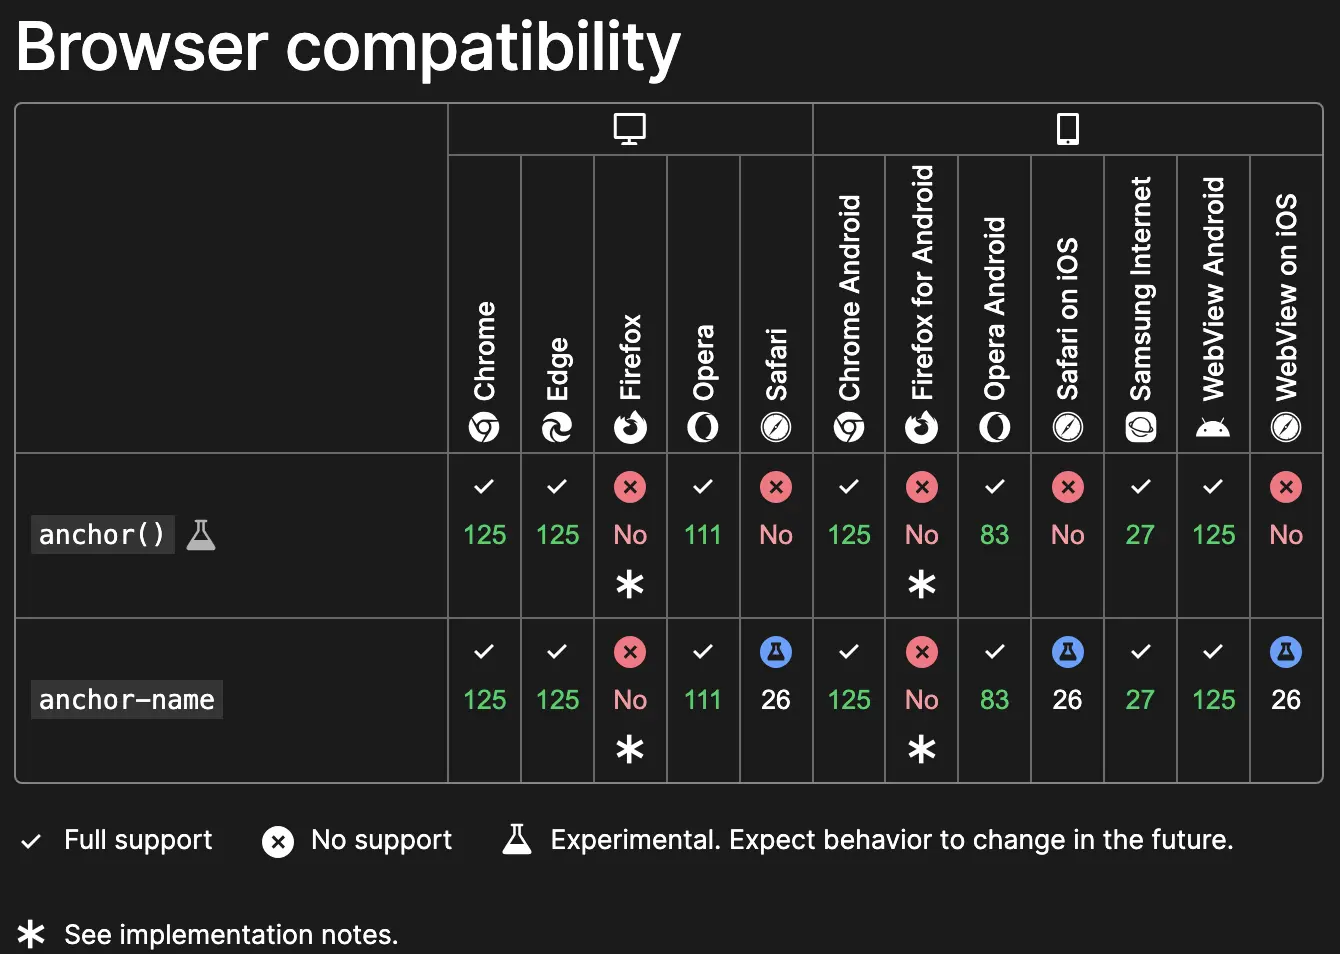 Browser compatibility
Chrome
Edge
Firefox
Opera
Safari
Chrome Android
Firefox for Android
Opera Android
Safari on iOS
Samsung Internet
WebView Android
WebView on iOS
anchor()
125 125 No 111 No 125 No 83 No 27 125 No
* *
anchor-name
125 125 No 111 26 125 No 83 26 27 125 26
* *
Full support No support Experimental. Expect behavior to change in the future.
* See implementation notes.